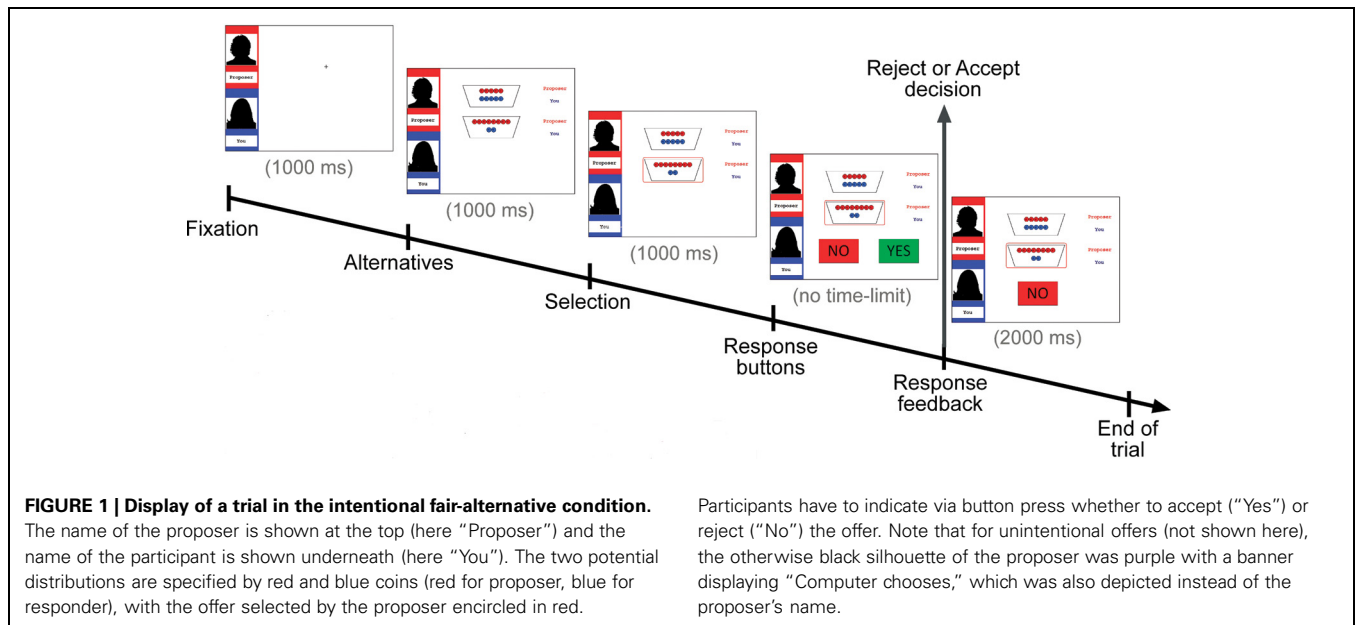 Proposer
You
(1000 ms)
Fixation
Proposer
You
Proposer
You
Proposer
You
(1000 ms)
Alternatives
Proposer
You
Proposer
You
Proposer
You
(1000 ms)
Selection
Proposer
You
Proposer
You
Proposer
You
NO
YES
(no time-limit)
Response
buttons
Reject or Accept
decision
Proposer
You
Proposer
You
Proposer
You
NO
(2000 ms)
Response
feedback
End of
trial
FIGURE 1 | Display of a trial in the intentional fair-alternative condition.
The name of the proposer is shown at the top (here “Proposer”) and the
name of the participant is shown underneath (here “You”). The two potential
distributions are specified by red and blue coins (red for proposer, blue for
responder), with the offer selected by the proposer encircled in red.
Participants have to indicate via button press whether to accept (“Yes”) or
reject (“No”) the offer. Note that for unintentional offers (not shown here),
the otherwise black silhouette of the proposer was purple with a banner
displaying “Computer chooses,” which was also depicted instead of the
proposer’s name.